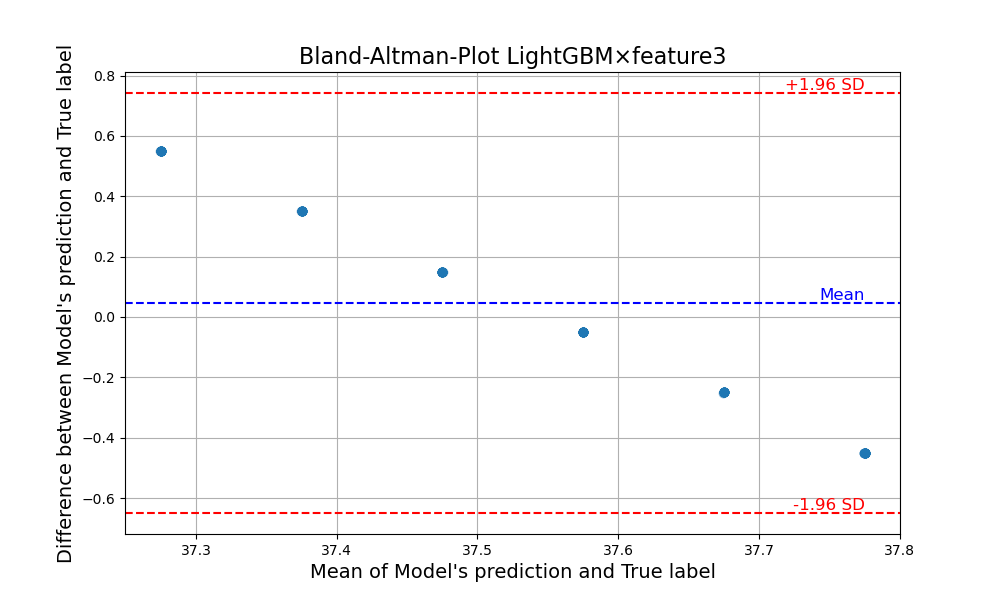 Bland-Altman-Plot LightGBM×feature3
Difference between Model's prediction and True label
0.8
0.6
0.4
0.2
0.0
−0.2
−0.4
−0.6
+1.96 SD
Mean
-1.96 SD
37.3 37.4 37.5 37.6 37.7 37.8
Mean of Model's prediction and True label